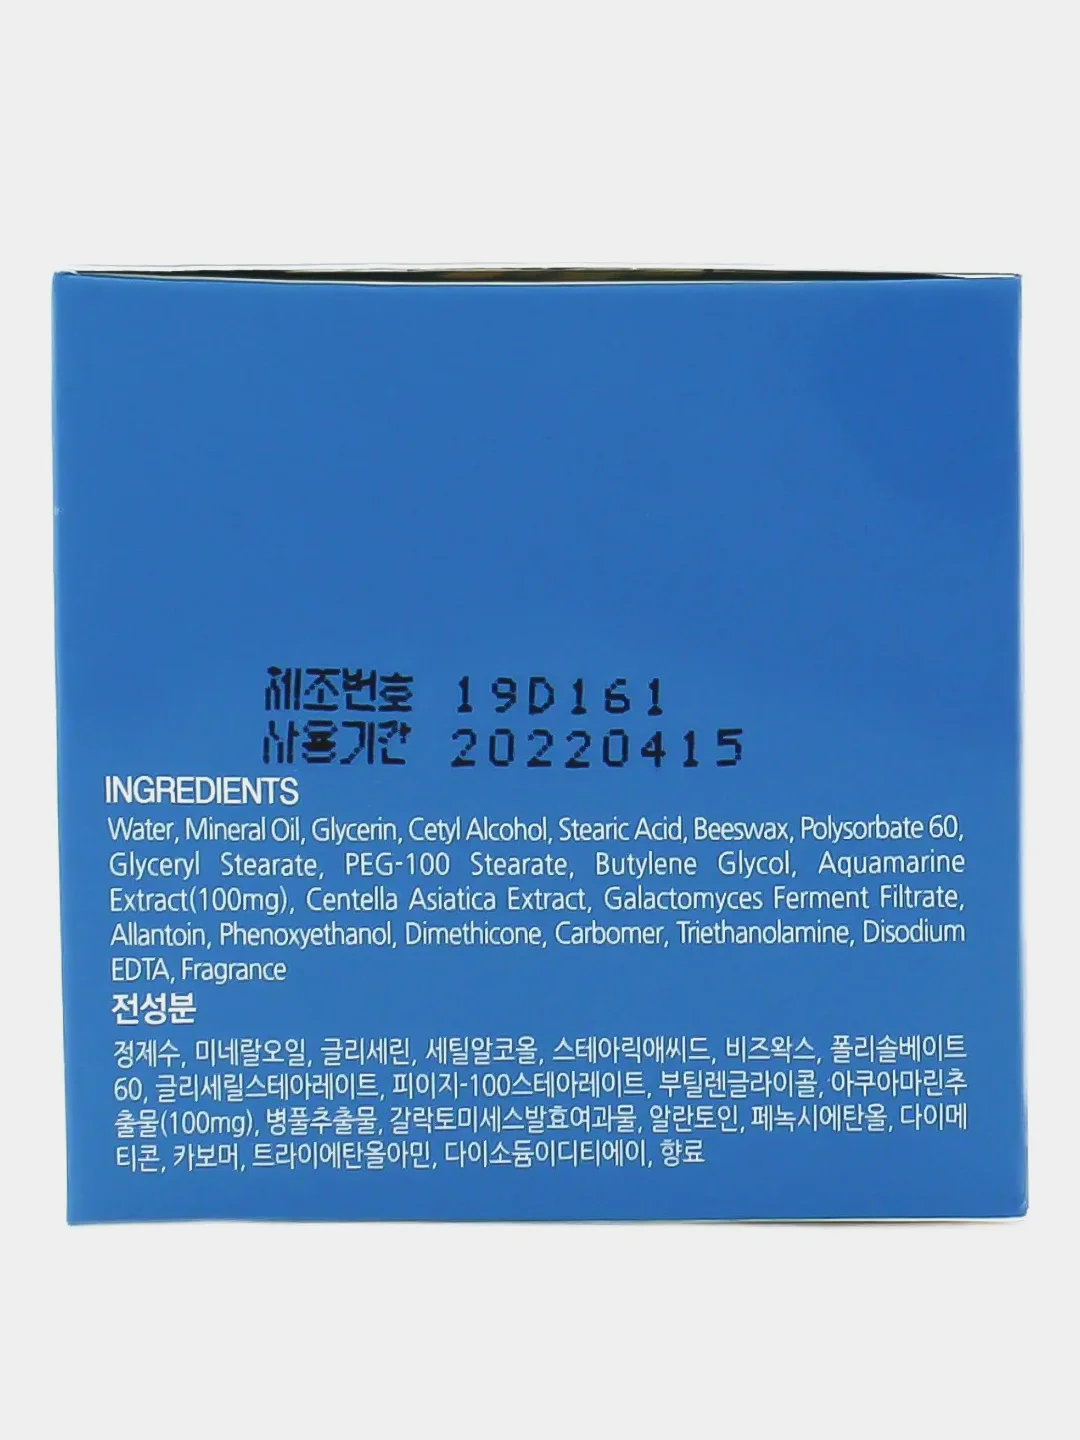 제조번호 19D161
사용기간 20220415
INGREDIENTS
Water, Mineral Oil, Glycerin, Cetyl Alcohol, Stearic Acid, Beeswax, Polysorbate 60,
Glyceryl Stearate, PEG-100 Stearate, Butylene Glycol, Aquamarine
Extract(100mg), Centella Asiatica Extract, Galactomyces Ferment Filtrate,
Allantoin, Phenoxyethanol, Dimethicone, Carbomer, Triethanolamine, Disodium
EDTA, Fragrance
전성분
정제수, 미네랄오일, 글리세린, 세틸알코올, 스테아릭애씨드, 비즈왁스, 폴리솔베이트
60, 글리세릴스테아레이트, 피이지-100스테아레이트, 부틸렌글라이콜, 아쿠아마린추
출물(100mg), 병풀추출물, 갈락토미세스발효여과물, 알란토인, 페녹시에탄올, 다이메
티콘, 카보머, 트라이에탄올아민, 다이소듐이디티에이, 향료